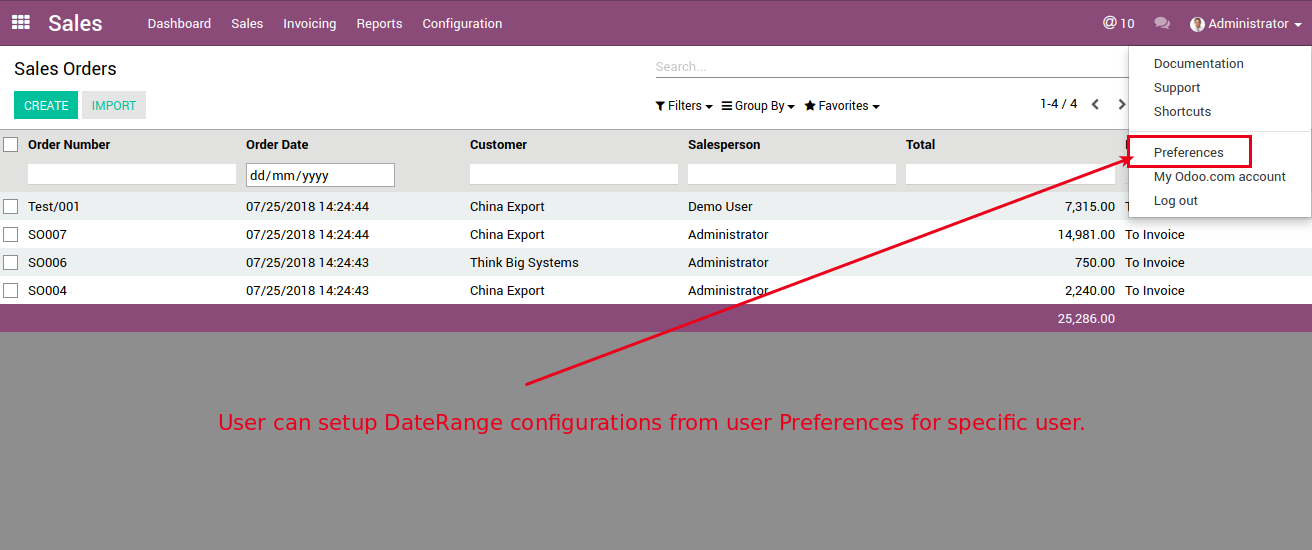 Sales Dashboard Sales Invoicing Reports Configuration @ 10 Administrator
Sales Orders Search... Documentation
Support
CREATE IMPORT Filters Group By Favorites 1-4 / 4 Shortcuts
Order Number Order Date Customer Salesperson Total Preferences
dd/mm/yyyy My Odoo.com account
Log out
Test/001 07/25/2018 14:24:44 China Export Demo User 7,315.00
SO007 07/25/2018 14:24:44 China Export Administrator 14,981.00 To Invoice
SO006 07/25/2018 14:24:43 Think Big Systems Administrator 750.00 To Invoice
SO004 07/25/2018 14:24:43 China Export Administrator 2,240.00 To Invoice
25,286.00
User can setup DateRange configurations from user Preferences for specific user.